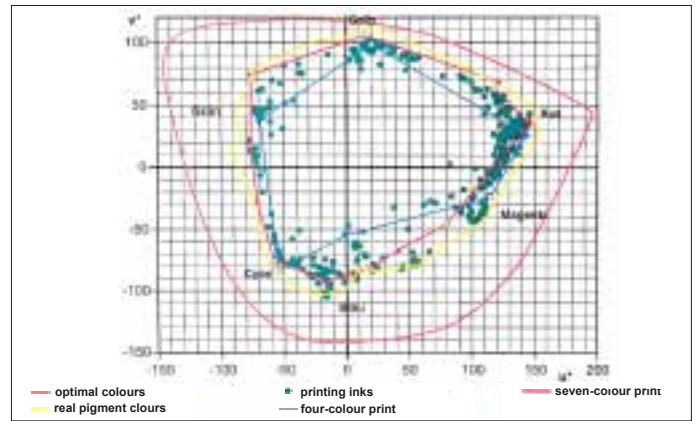 v*
Gelb
100
50
Rot
0
Magenta
-50
Cyan
-100
Blau
-150
-150 -100 -50 0 50 100 150 200
u*
optimal colours
printing inks
seven-colour print
real pigment clours
four-colour print